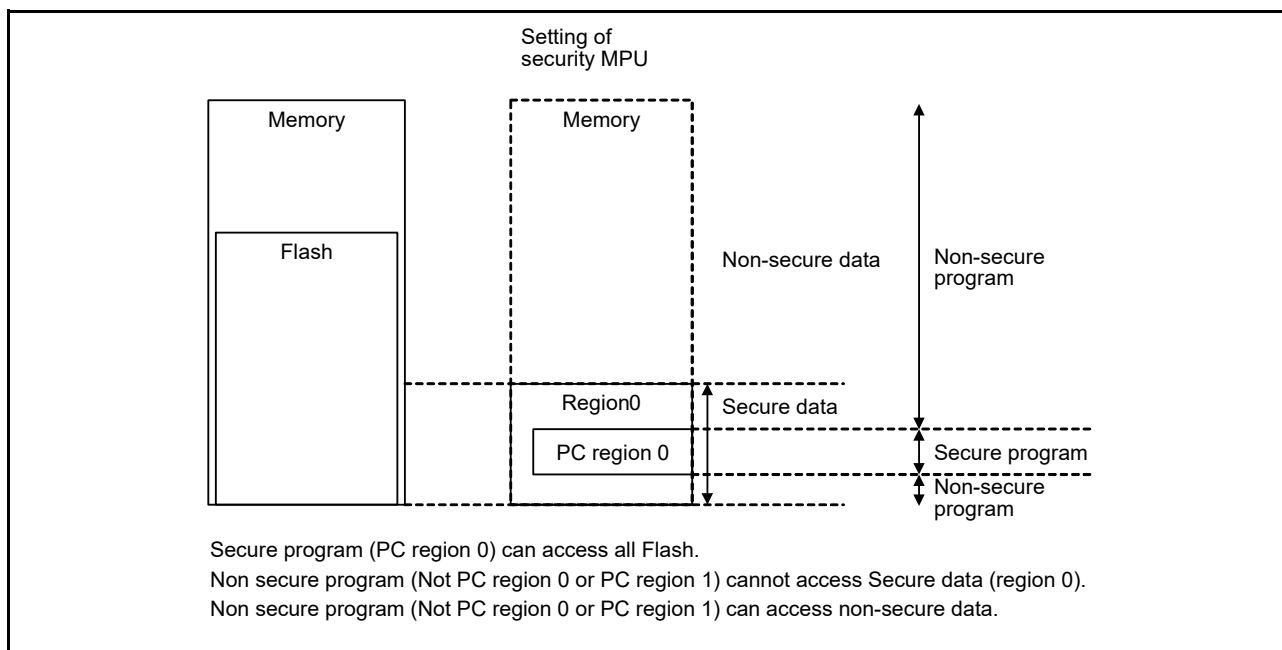 Setting of
security MPU
Memory
Memory
Flash
Non-secure data
Non-secure
program
Region0
Secure data
PC region 0
Secure program
Non-secure
program
Secure program (PC region 0) can access all Flash.
Non secure program (Not PC region 0 or PC region 1) cannot access Secure data (region 0).
Non secure program (Not PC region 0 or PC region 1) can access non-secure data.